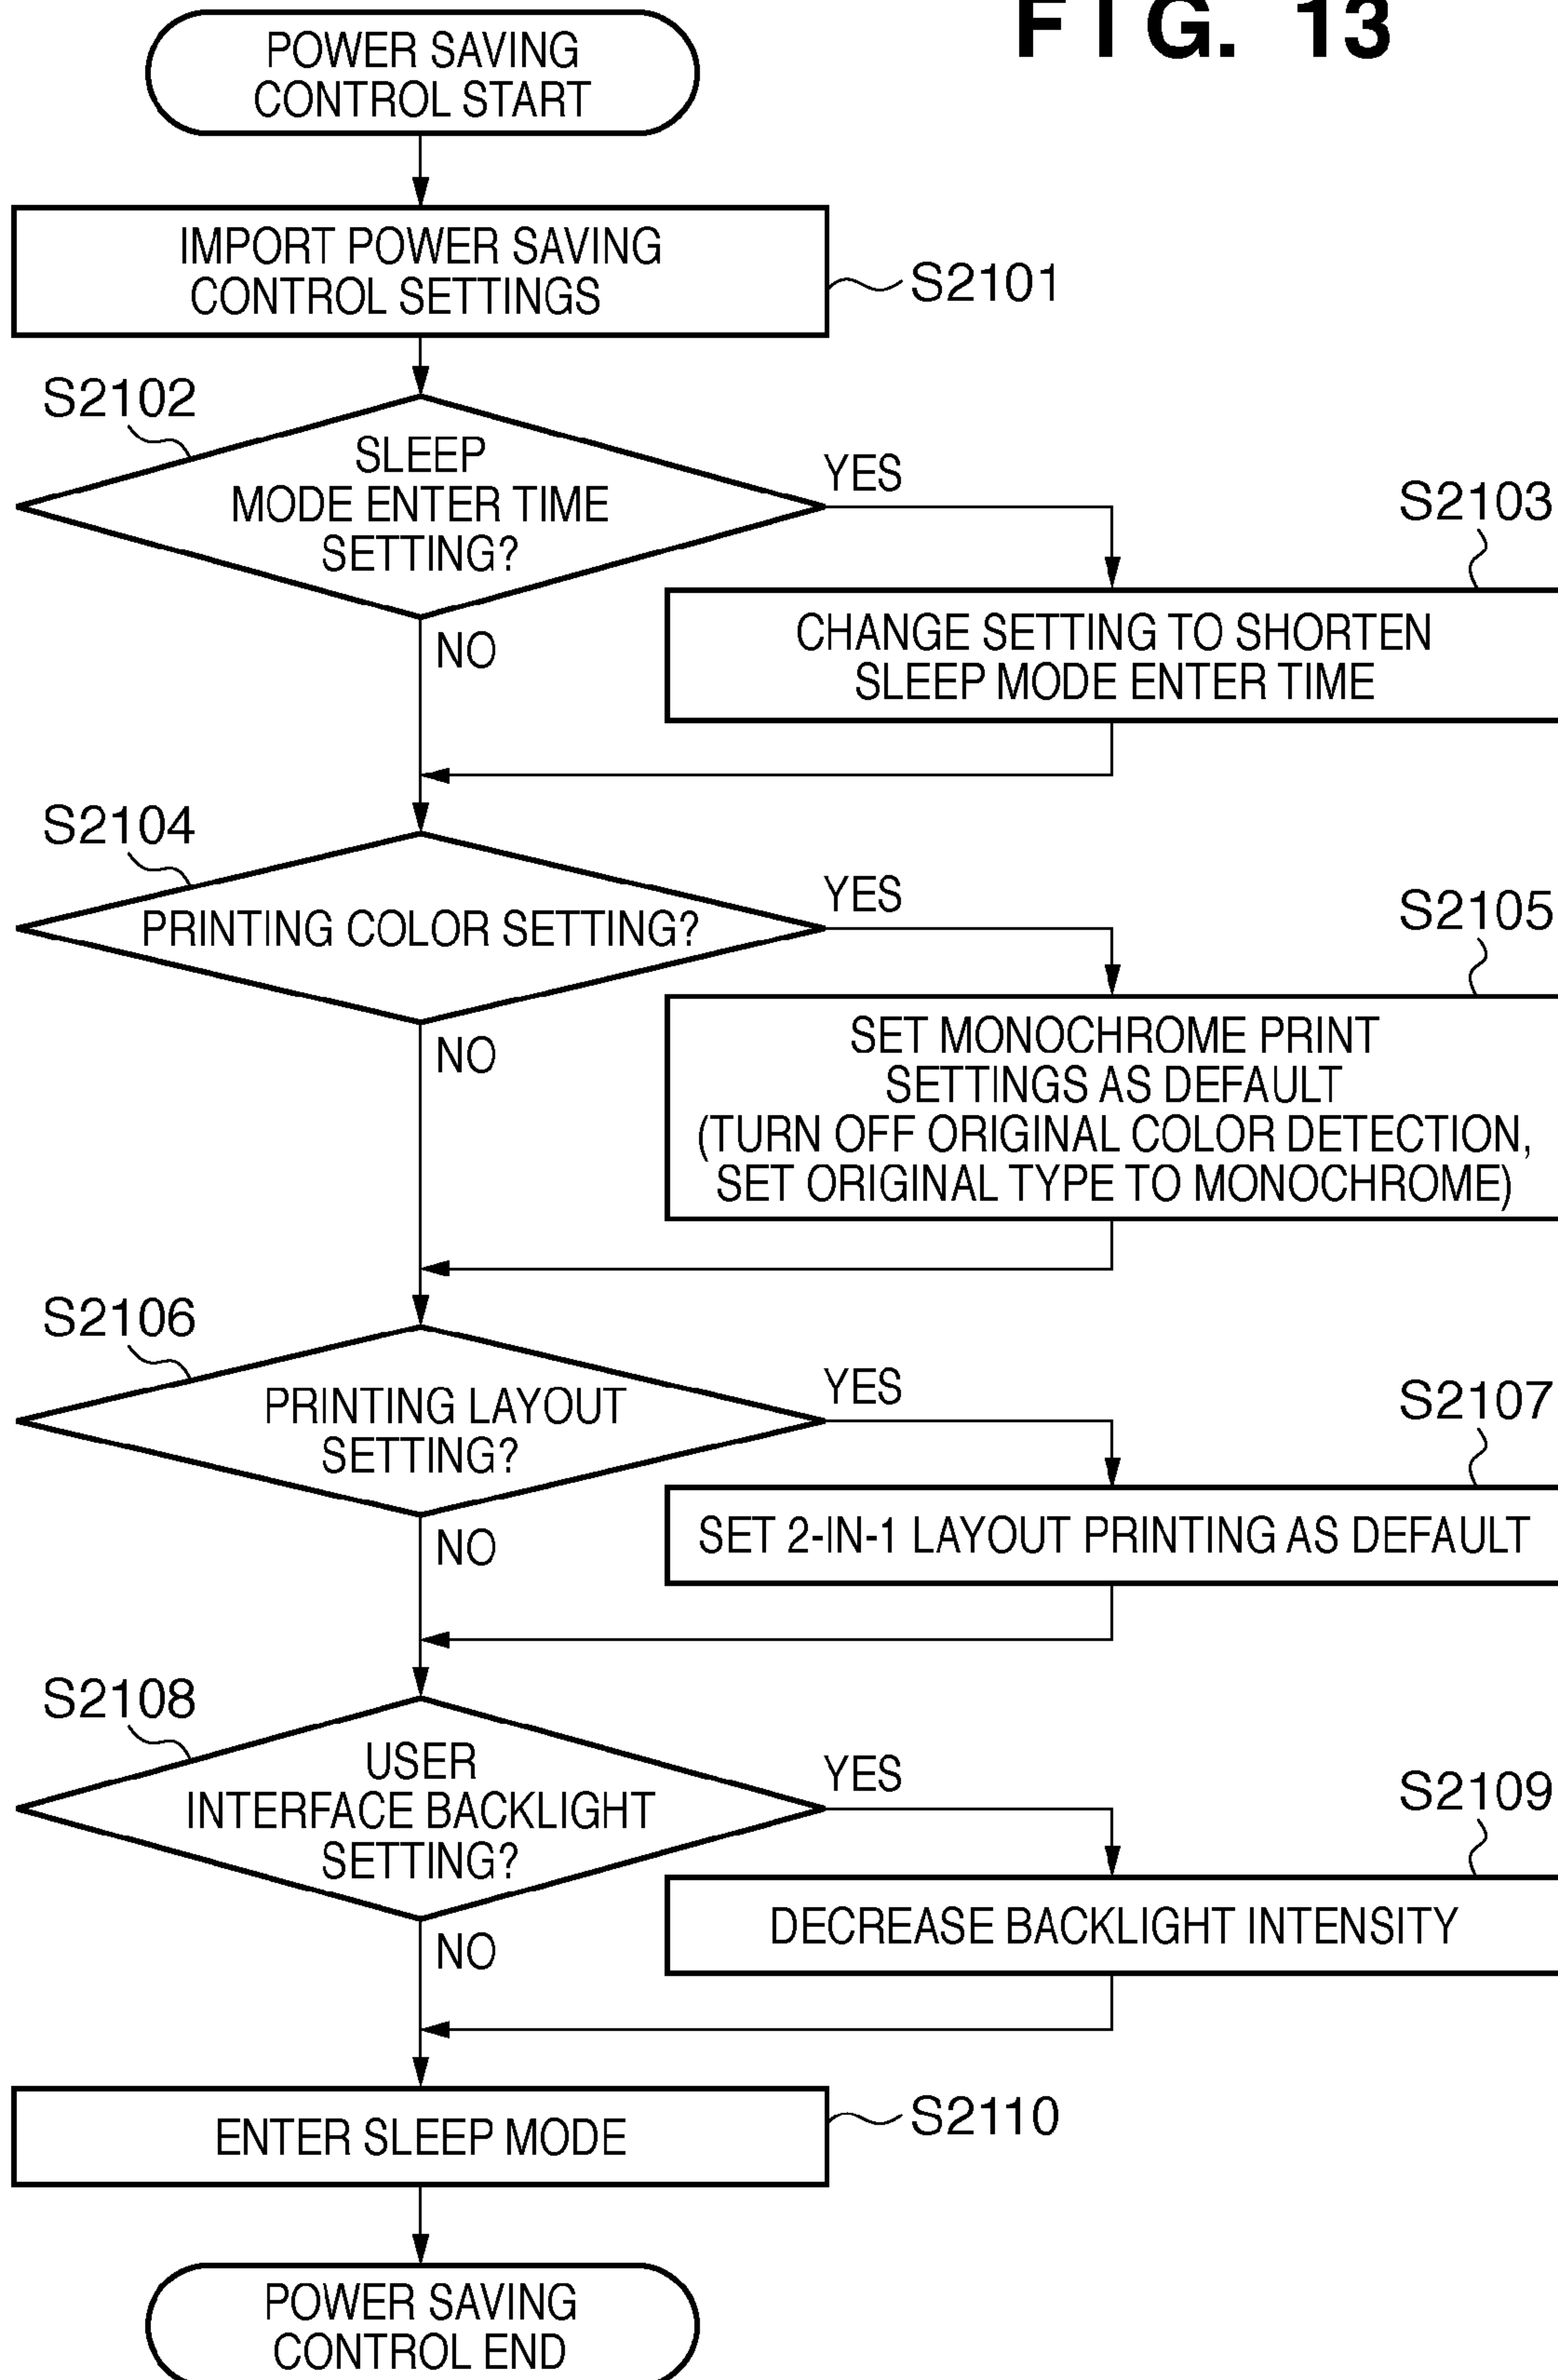 FIG. 13
POWER SAVING
CONTROL START
IMPORT POWER SAVING
CONTROL SETTINGS
S2101
S2102
SLEEP
MODE ENTER TIME
SETTING?
YES
NO
S2103
CHANGE SETTING TO SHORTEN
SLEEP MODE ENTER TIME
S2104
PRINTING COLOR SETTING?
YES
NO
S2105
SET MONOCHROME PRINT
SETTINGS AS DEFAULT
(TURN OFF ORIGINAL COLOR DETECTION,
SET ORIGINAL TYPE TO MONOCHROME)
S2106
PRINTING LAYOUT
SETTING?
YES
NO
S2107
SET 2-IN-1 LAYOUT PRINTING AS DEFAULT
S2108
USER
INTERFACE BACKLIGHT
SETTING?
YES
NO
S2109
DECREASE BACKLIGHT INTENSITY
ENTER SLEEP MODE
S2110
POWER SAVING
CONTROL END